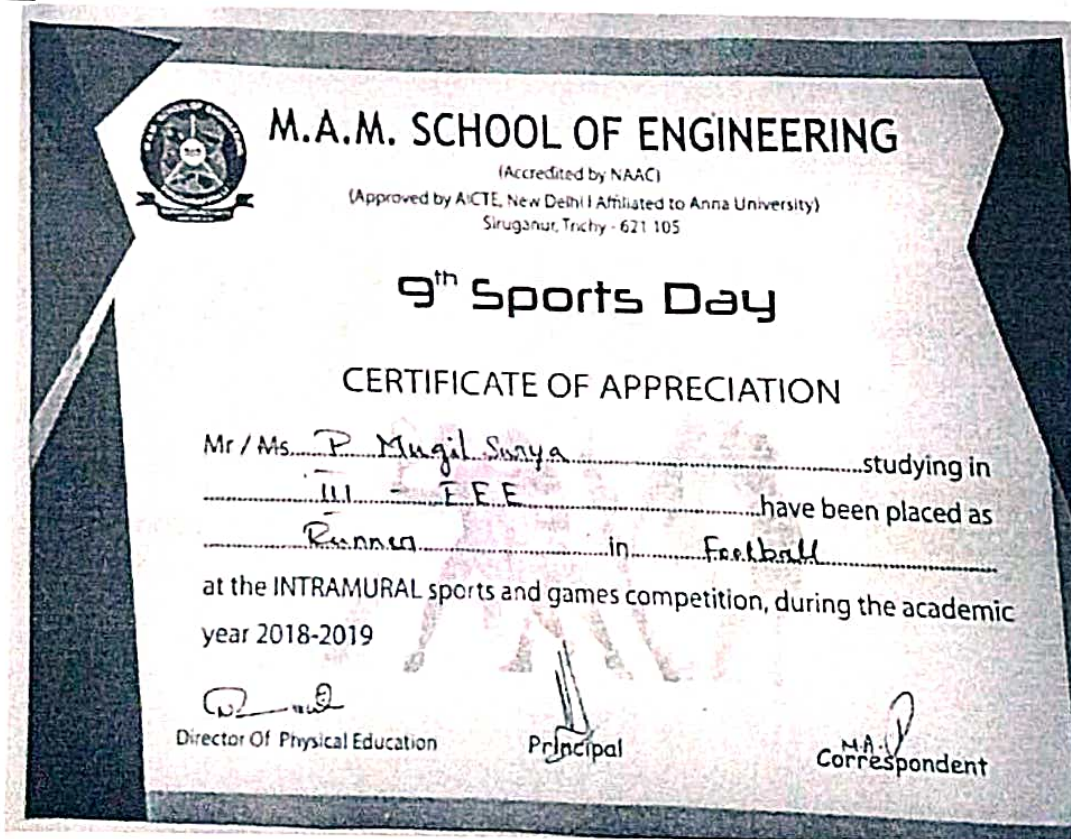 M.A.M. SCHOOL OF ENGINEERING
(Accredited by NAAC)
(Approved by AICTE, New Delhi I Affiliated to Anna University)
Siruganur, Trichy - 621 105
9th Sports Day
CERTIFICATE OF APPRECIATION
Mr / Ms. P. Mugil Surya studying in
III - E.E.E have been placed as
Runner in Football
at the INTRAMURAL sports and games competition, during the academic
year 2018-2019
Director Of Physical Education
Principal
M.A.
Correspondent